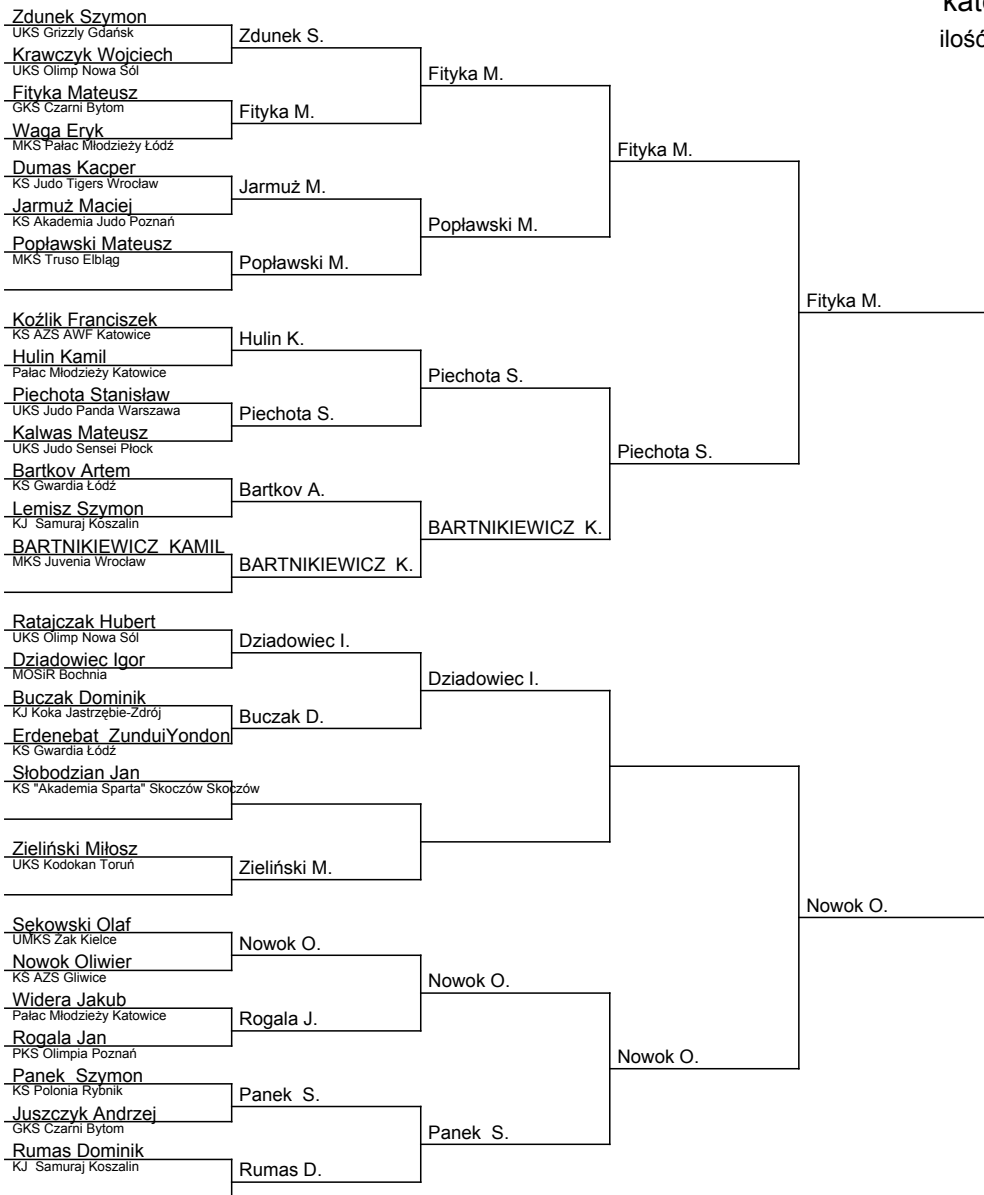 kat
ilość
Zdunek Szymon
UKS Grizzly Gdańsk
Zdunek S.
Krawczyk Wojciech
UKS Olimp Nowa Sól
Fityka M.
Fityka Mateusz
GKS Czarni Bytom
Fityka M.
Waga Eryk
MKS Pałac Młodzieży Łódź
Fityka M.
Dumas Kacper
KS Judo Tigers Wrocław
Jarmuż M.
Jarmuż Maciej
KS Akademia Judo Poznań
Popławski M.
Popławski Mateusz
MKS Truso Elbląg
Popławski M.
Fityka M.
Koźlik Franciszek
KS AZS AWF Katowice
Hulin K.
Hulin Kamil
Pałac Młodzieży Katowice
Piechota S.
Piechota Stanisław
UKS Judo Panda Warszawa
Piechota S.
Kalwas Mateusz
UKS Judo Sensei Płock
Piechota S.
Bartkov Artem
KS Gwardia Łódź
Bartkov A.
Lemisz Szymon
KJ Samuraj Koszalin
BARTNIKIEWICZ K.
BARTNIKIEWICZ KAMIL
MKS Juvenia Wrocław
BARTNIKIEWICZ K.
Ratajczak Hubert
UKS Olimp Nowa Sól
Dziadowiec I.
Dziadowiec Igor
MOSiR Bochnia
Dziadowiec I.
Buczak Dominik
KJ Koka Jastrzębie-Zdrój
Buczak D.
Erdenebat ZunduiYondon
KS Gwardia Łódź
Słobodzian Jan
KS "Akademia Sparta" Skoczów Skoczów
Zieliński Miłosz
UKS Kodokan Toruń
Zieliński M.
Nowok O.
Sękowski Olaf
UMKS Żak Kielce
Nowok O.
Nowok Oliwier
KS AZS Gliwice
Nowok O.
Widera Jakub
Pałac Młodzieży Katowice
Rogala J.
Rogala Jan
PKS Olimpia Poznań
Nowok O.
Panek Szymon
KS Polonia Rybnik
Panek S.
Juszczyk Andrzej
GKS Czarni Bytom
Panek S.
Rumas Dominik
KJ Samuraj Koszalin
Rumas D.